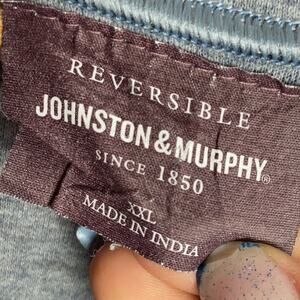 REVERSIBLE
JOHNSTON & MURPHY®
SINCE 1850
XXL
MADE IN INDIA